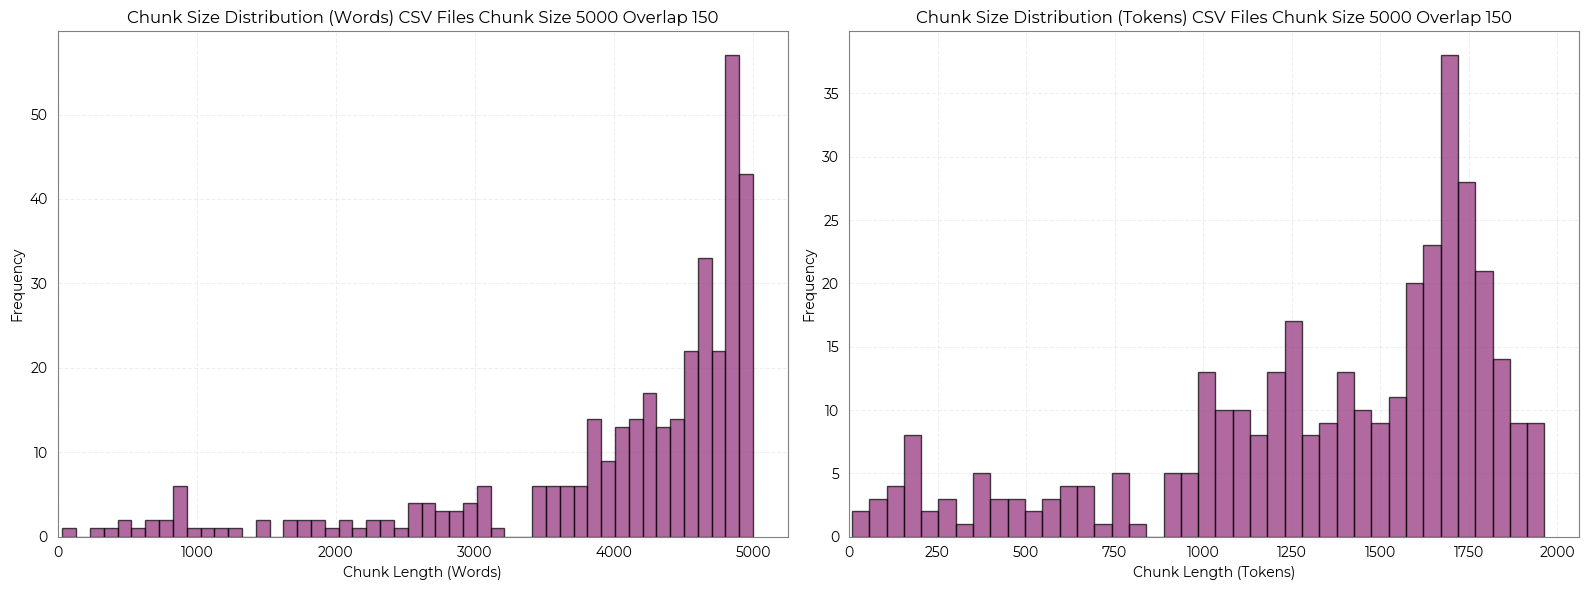 Chunk Size Distribution (Words) CSV Files Chunk Size 5000 Overlap 150
50
40
30
20
10
0
Frequency
0 1000 2000 3000 4000 5000
Chunk Length (Words)
Chunk Size Distribution (Tokens) CSV Files Chunk Size 5000 Overlap 150
35
30
25
20
15
10
5
0
Frequency
0 250 500 750 1000 1250 1500 1750 2000
Chunk Length (Tokens)